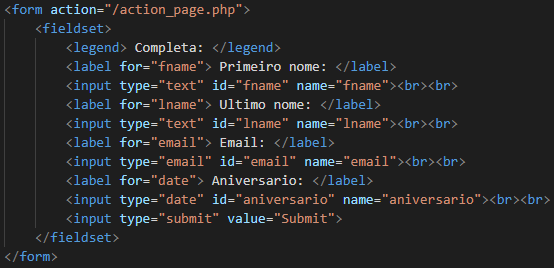 <form action="/action_page.php">
<fieldset>
<legend> Completa: </legend>
<label for="fname"> Primeiro nome: </label>
<input type="text" id="fname" name="fname"><br><br>
<label for="lname"> Ultimo nome: </label>
<input type="text" id="lname" name="lname"><br><br>
<label for="email"> Email: </label>
<input type="email" id="email" name="email"><br><br>
<label for="date"> Aniversario: </label>
<input type="date" id="aniversario" name="aniversario"><br><br>
<input type="submit" value="Submit">
</fieldset>
</form>